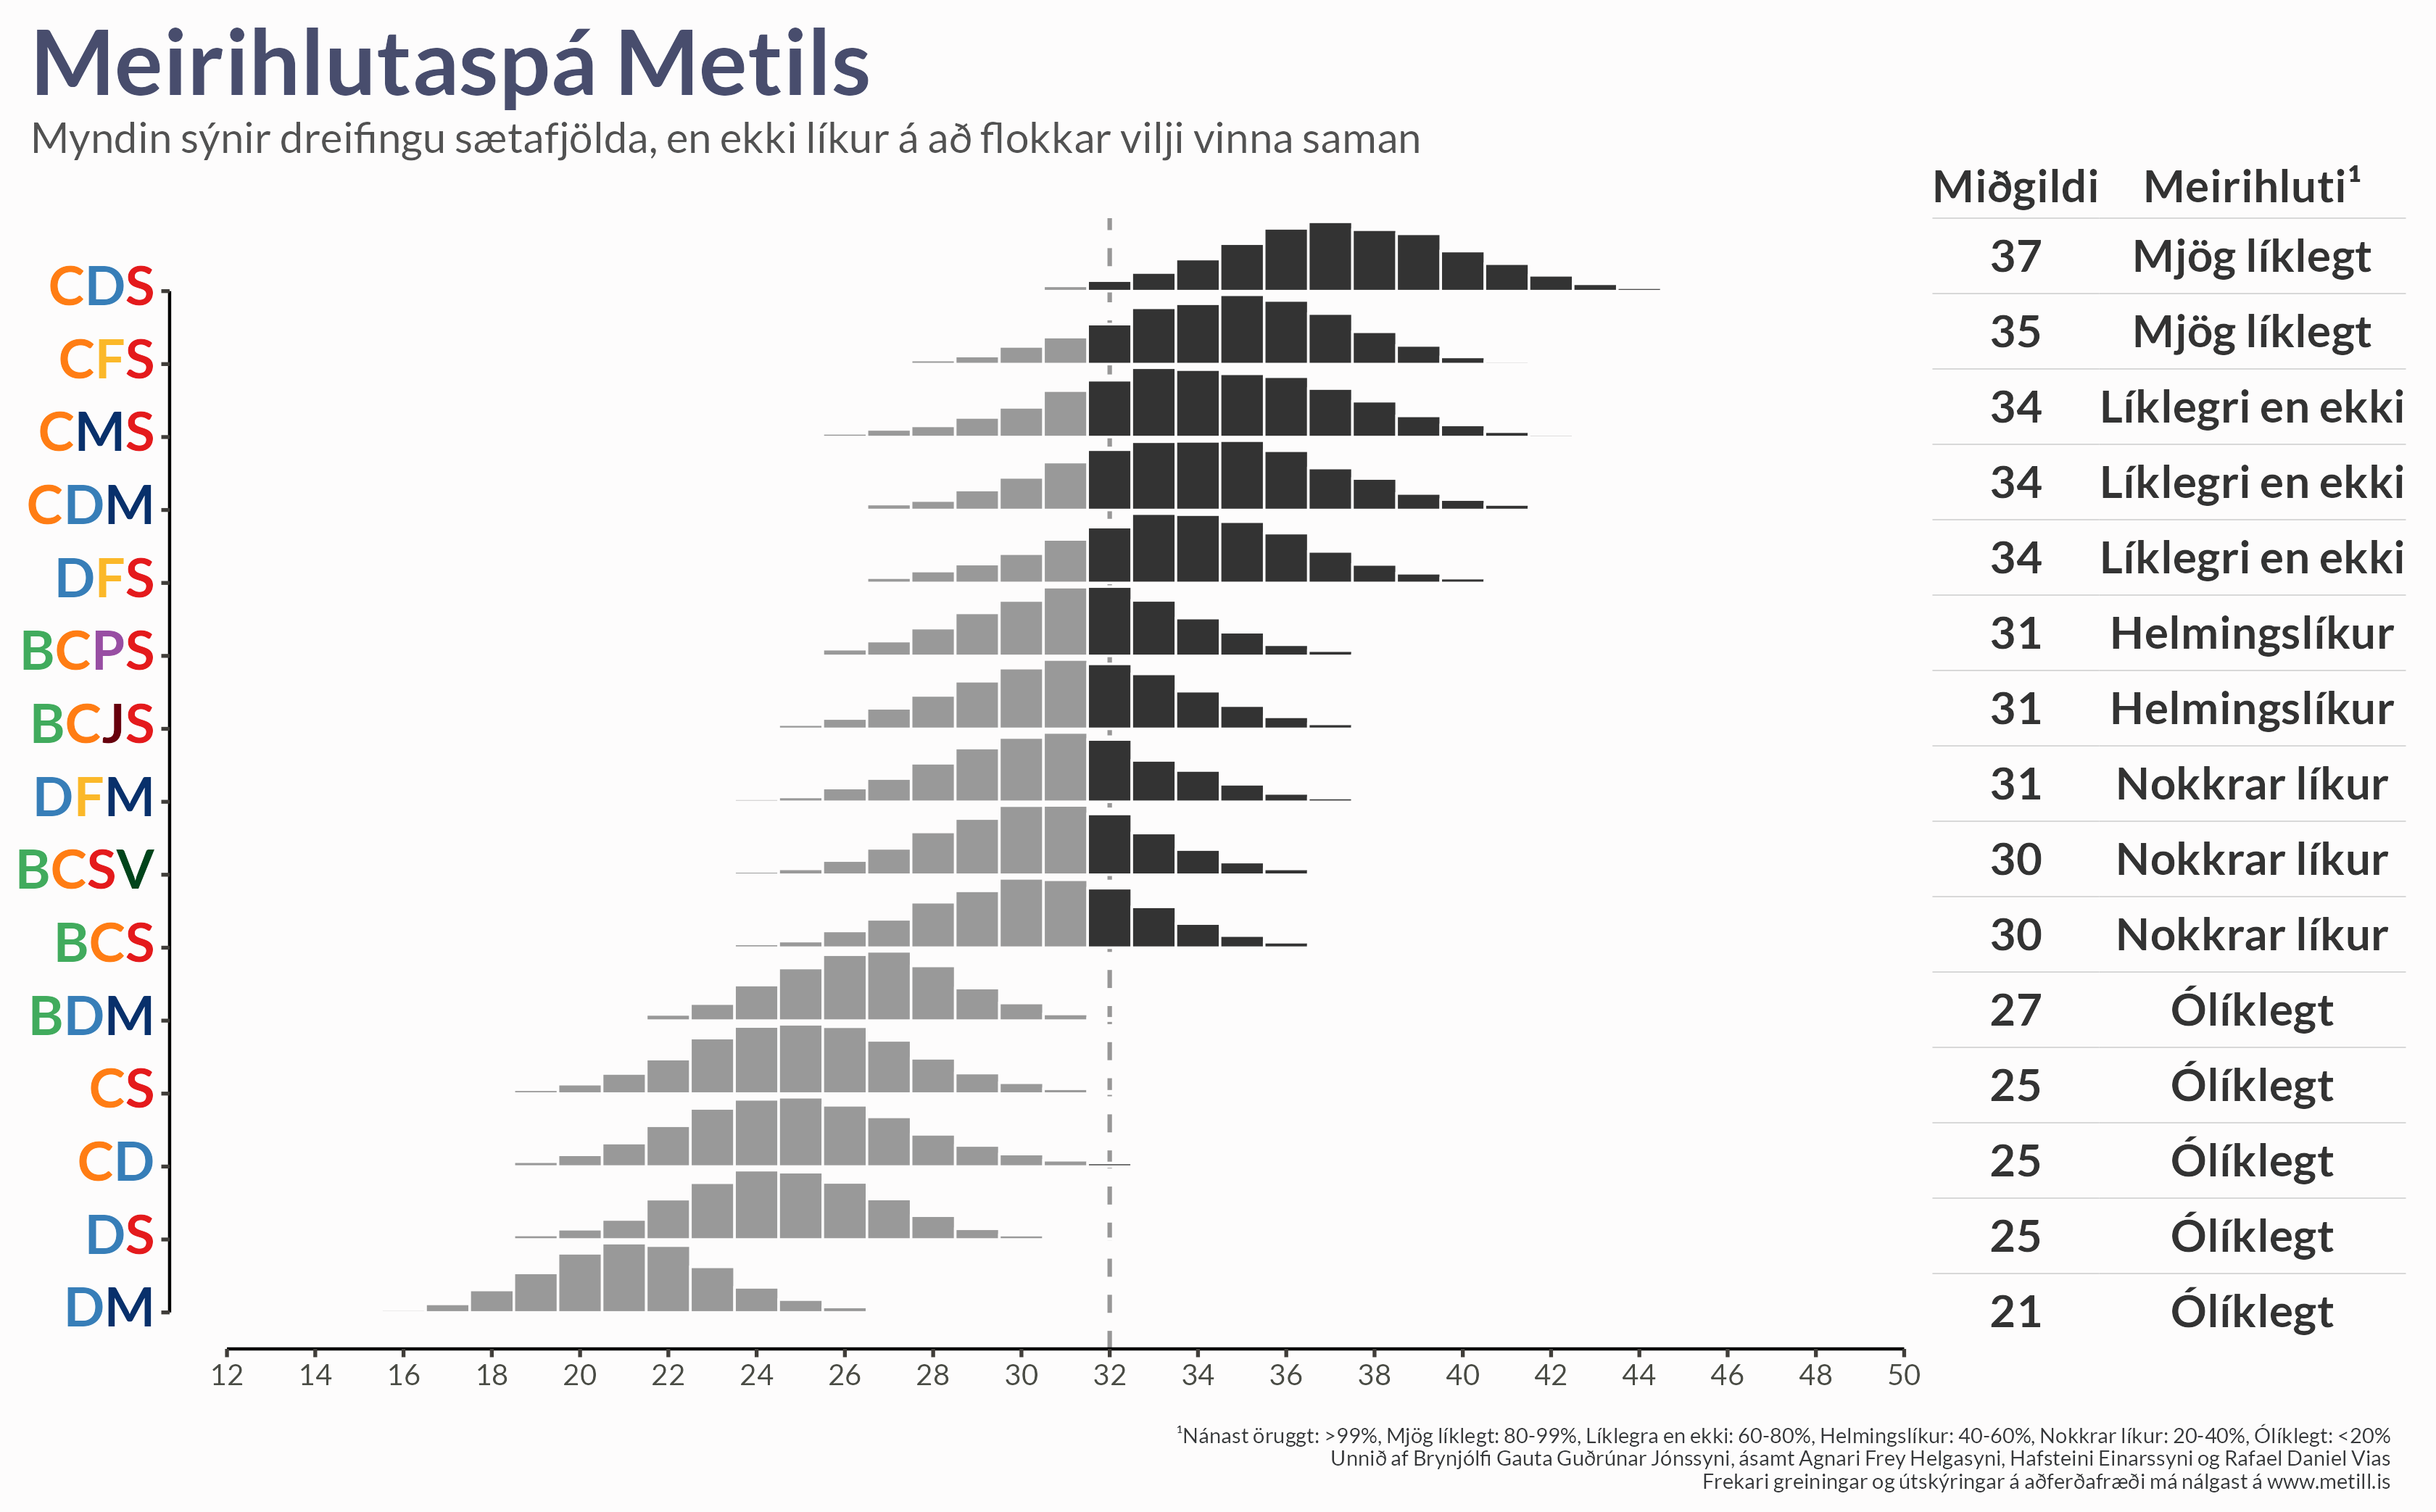 Meirihlutaspá Metils
Myndin sýnir dreifingu sætafjölda, en ekki líkur á að flokkar vilji vinna saman
Miðgildi Meirihluti¹
CDS 37 Mjög líklegt
CFS 35 Mjög líklegt
CMS 34 Líklegri en ekki
CDM 34 Líklegri en ekki
DFS 34 Líklegri en ekki
BCPS 31 Helmingslíkur
BCJS 31 Helmingslíkur
DFM 31 Nokkrar líkur
BCSV 30 Nokkrar líkur
BCS 30 Nokkrar líkur
BDM 27 Ólíklegt
CS 25 Ólíklegt
CD 25 Ólíklegt
DS 25 Ólíklegt
DM 21 Ólíklegt
12 14 16 18 20 22 24 26 28 30 32 34 36 38 40 42 44 46 48 50
¹Nánast öruggt: >99%, Mjög líklegt: 80-99%, Líklegra en ekki: 60-80%, Helmingslíkur: 40-60%, Nokkrar líkur: 20-40%, Ólíklegt: <20%
Unnið af Brynjólfi Gauta Guðrúnar Jónssyni, ásamt Agnari Frey Helgasyni, Hafsteini Einarssyni og Rafael Daniel Vias
Frekari greiningar og útskýringar á aðferðafræði má nálgast á www.metill.is